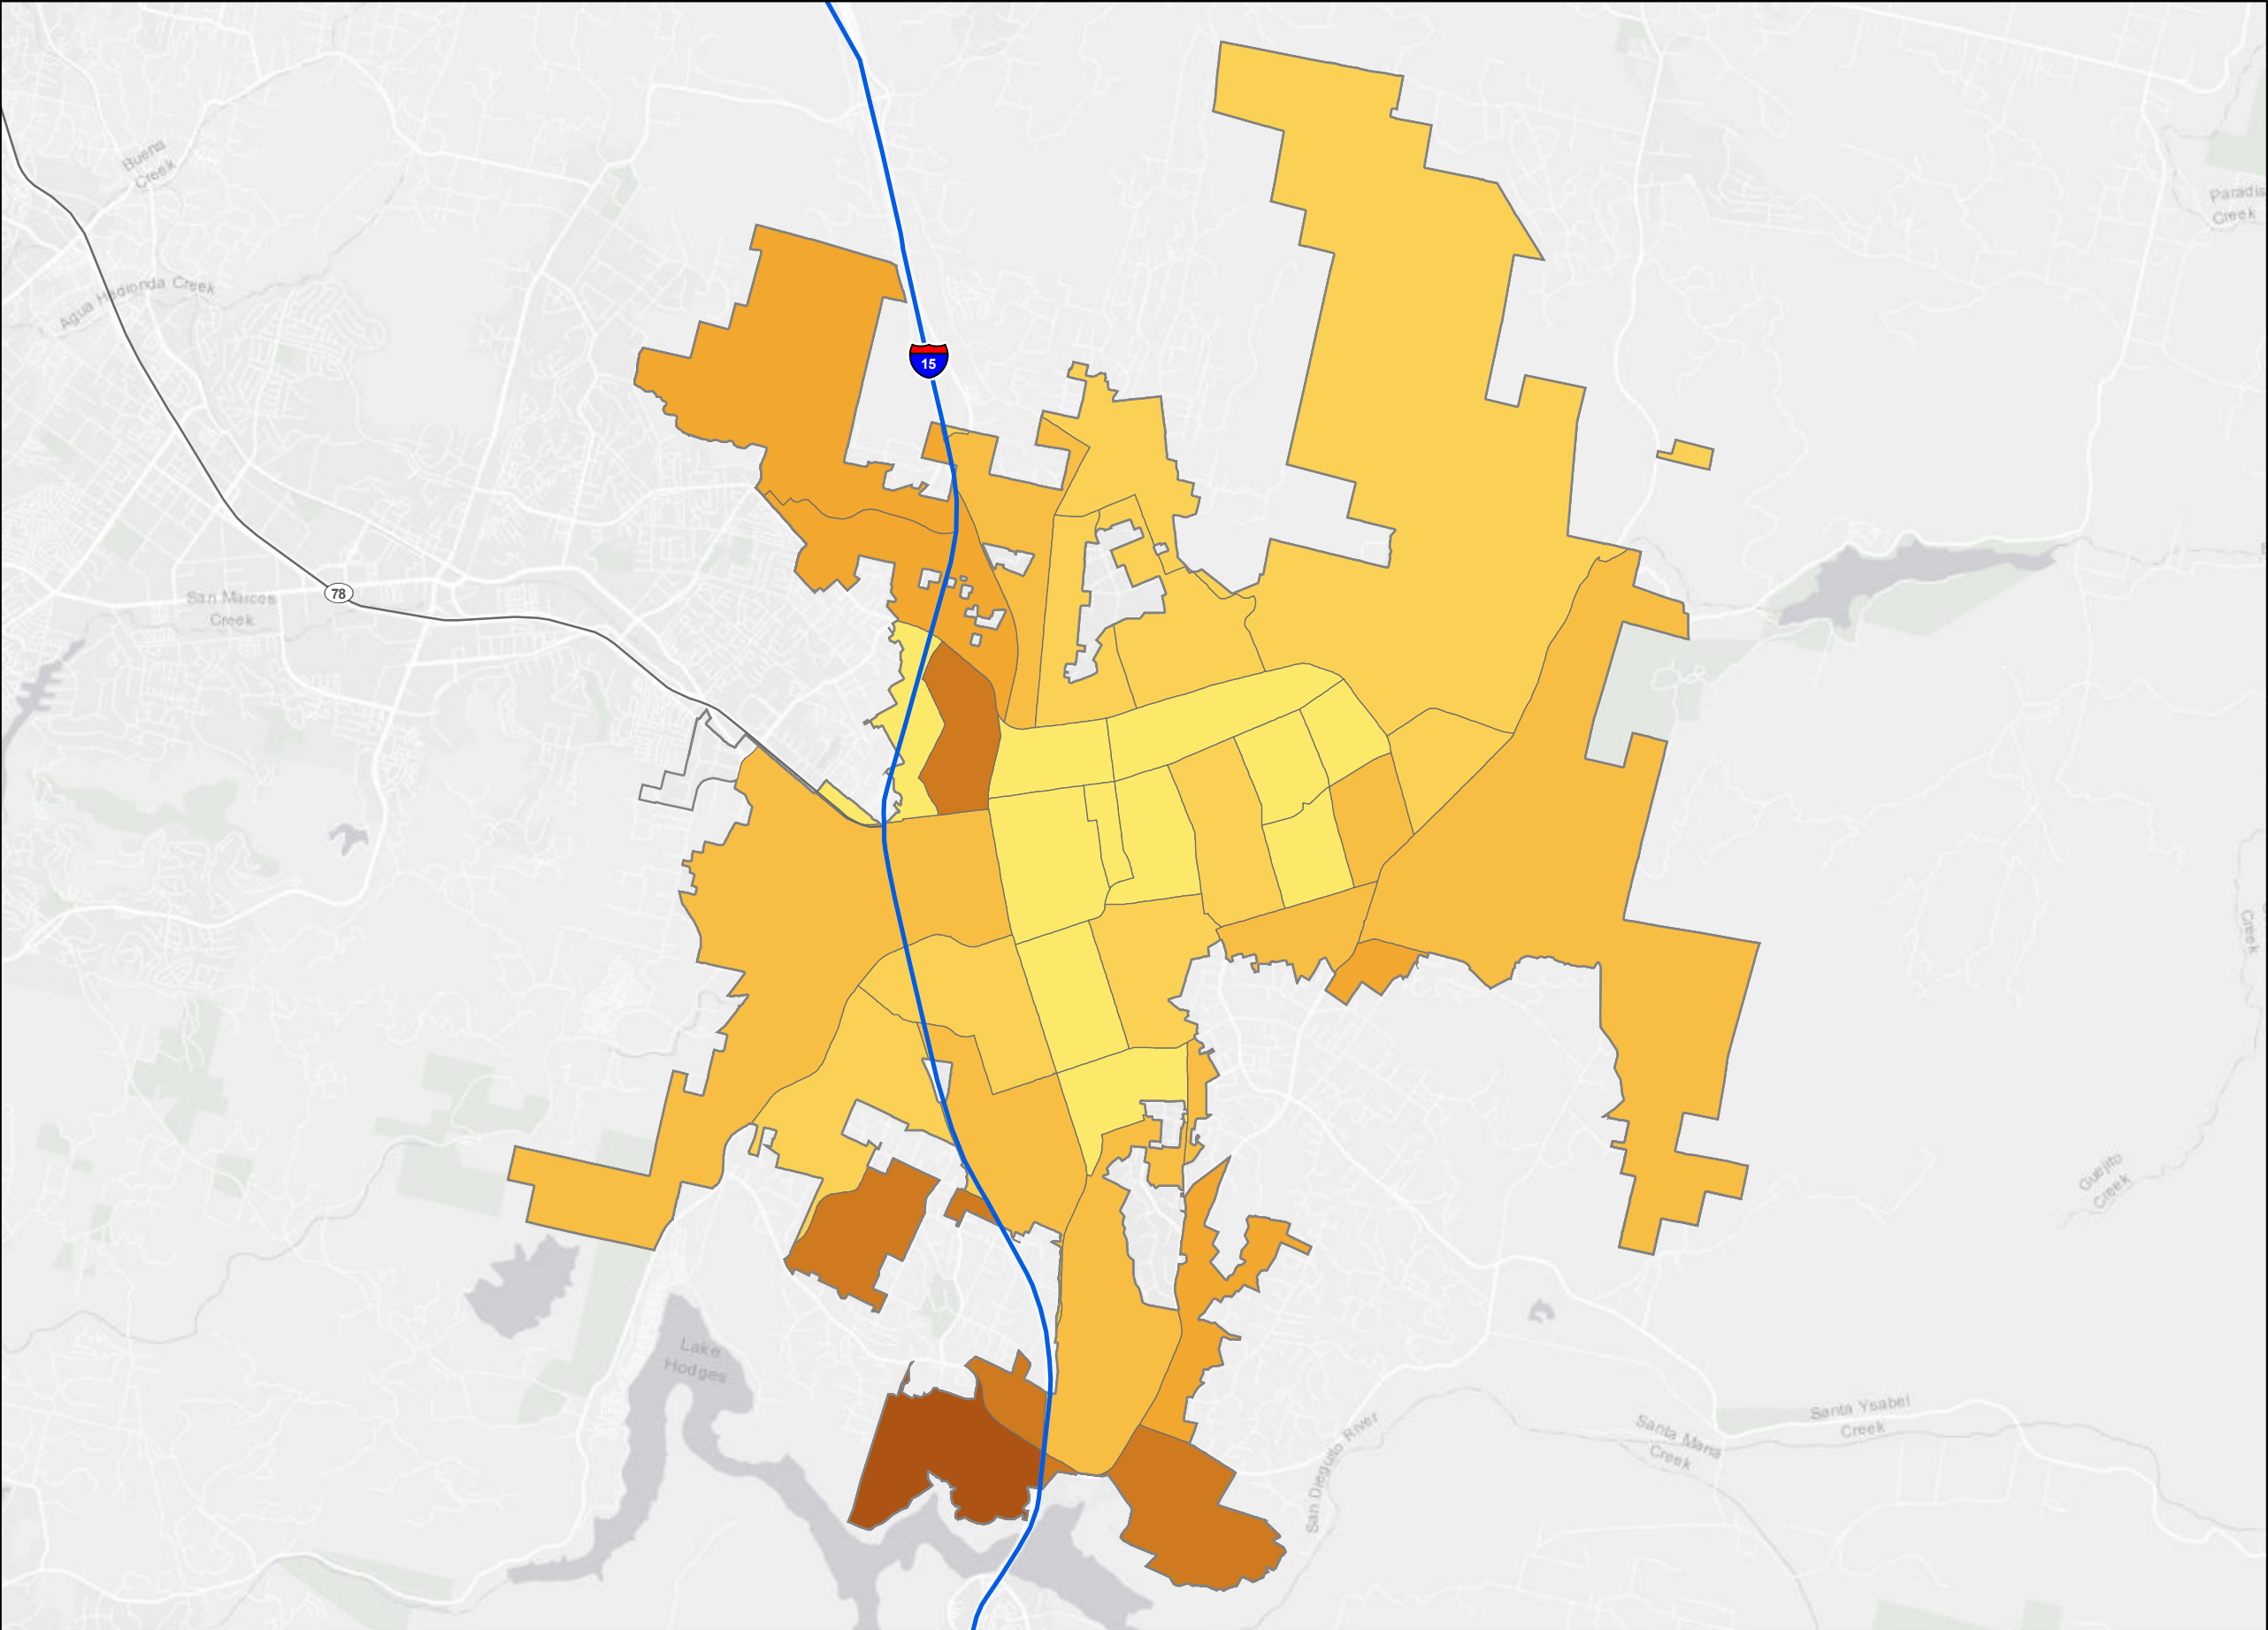 Buena
Creek
Paradis
Creek
Agua Hedionda Creek
15
78
San Marcos
Creek
Creek
Guejito
Creek
Lake
Hodges
San Dieguito River
Santa Maria
Creek
Santa Ysabel
Creek